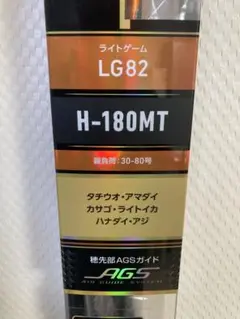 ライトゲーム
LG82
H-180MT
錘負荷:30-80号
タチウオ・アマダイ
カサゴ・ライトイカ
ハナダイ・アジ
穂先部AGSガイド
AGS
AIR GUIDE SYSTEM